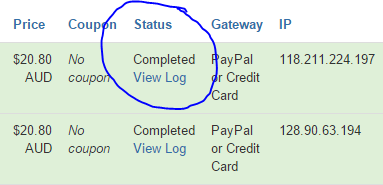 Price Coupon Status Gateway IP
$20.80 No Completed PayPal 118.211.224.197
AUD coupon View Log or Credit
Card
$20.80 No Completed PayPal 128.90.63.194
AUD coupon View Log or Credit
Card